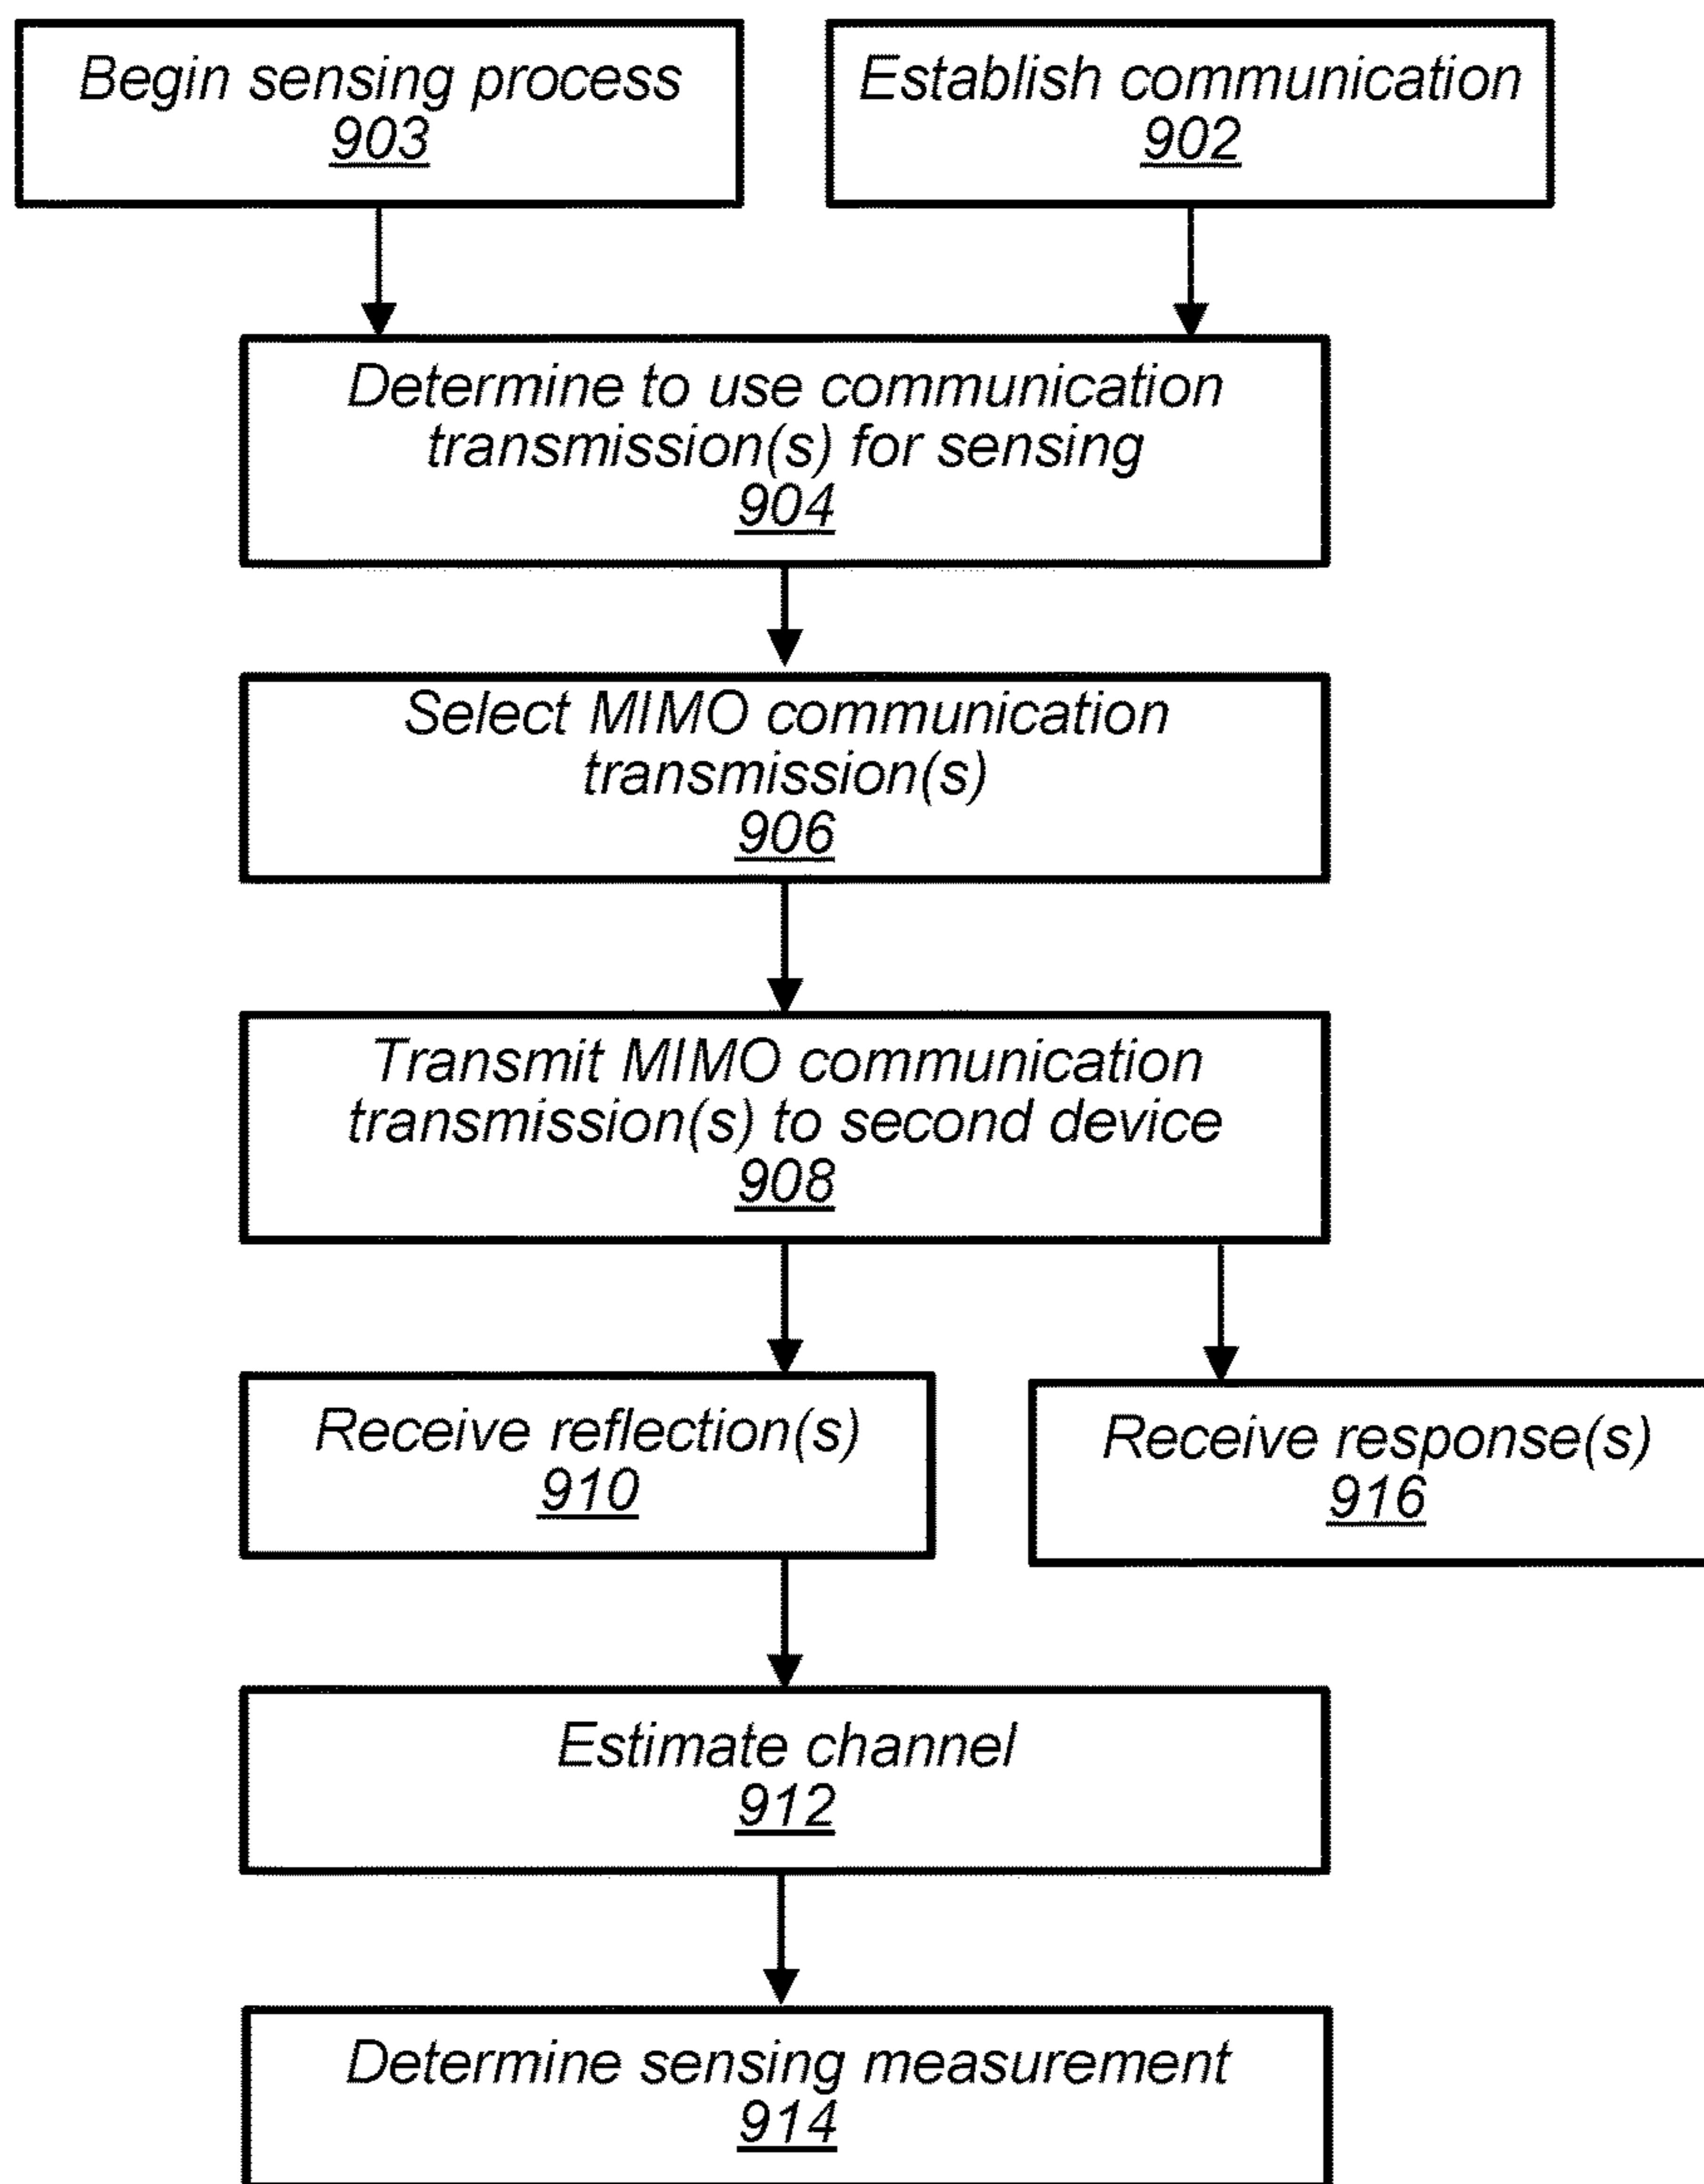 Begin sensing process
903
Establish communication
902
Determine to use communication
transmission(s) for sensing
904
Select MIMO communication
transmission(s)
906
Transmit MIMO communication
transmission(s) to second device
908
Receive reflection(s)
910
Receive response(s)
916
Estimate channel
912
Determine sensing measurement
914